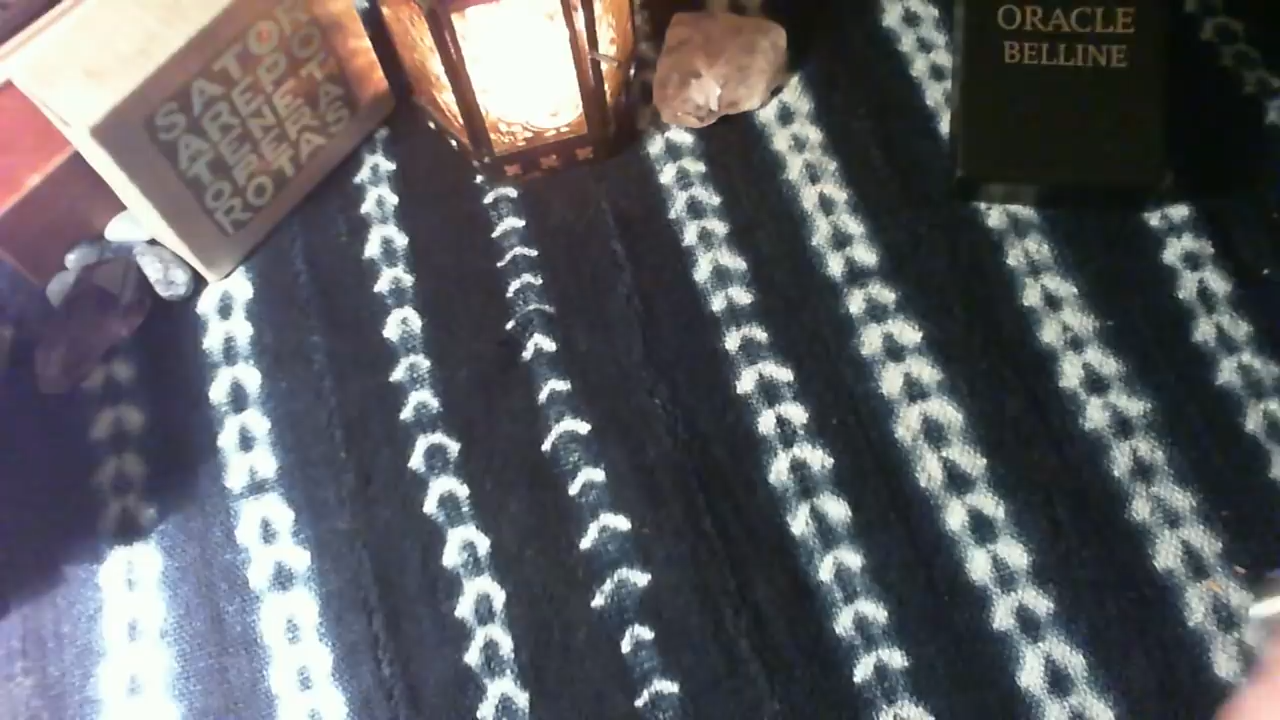 SATOR
AREPO
TENET
OPERA
ROTAS
ORACLE
BELLINE